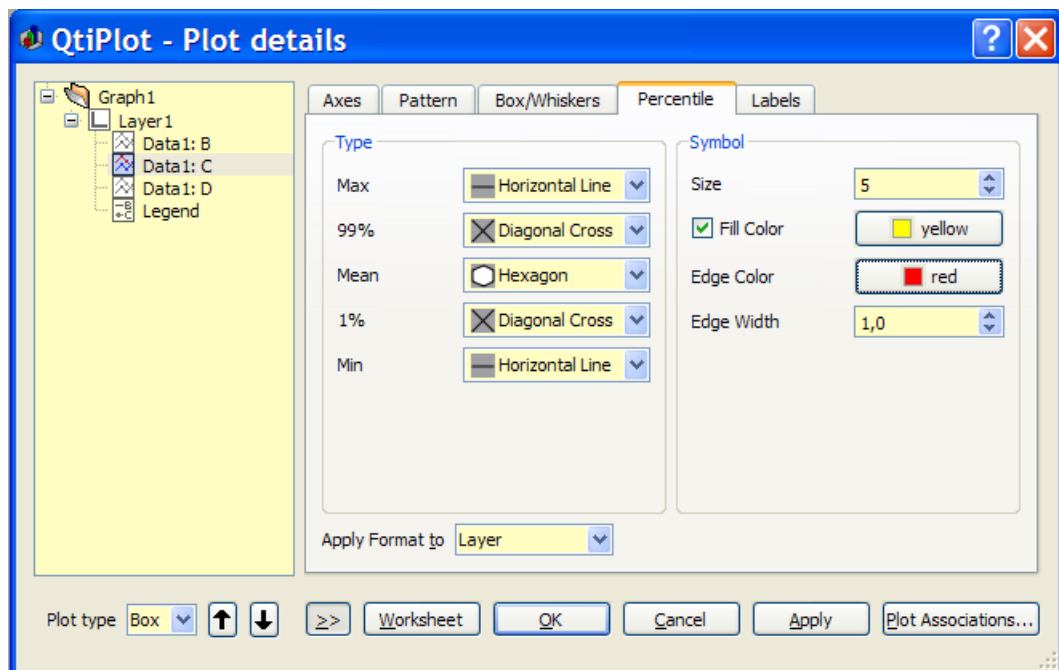 QtiPlot - Plot details
Graph1
Layer1
Data1: B
Data1: C
Data1: D
Legend
Axes Pattern Box/Whiskers Percentile Labels
Type
Max Horizontal Line
99% Diagonal Cross
Mean Hexagon
1% Diagonal Cross
Min Horizontal Line
Symbol
Size 5
Fill Color yellow
Edge Color red
Edge Width 1,0
Apply Format to Layer
Plot type Box >> Worksheet OK Cancel Apply Plot Associations...